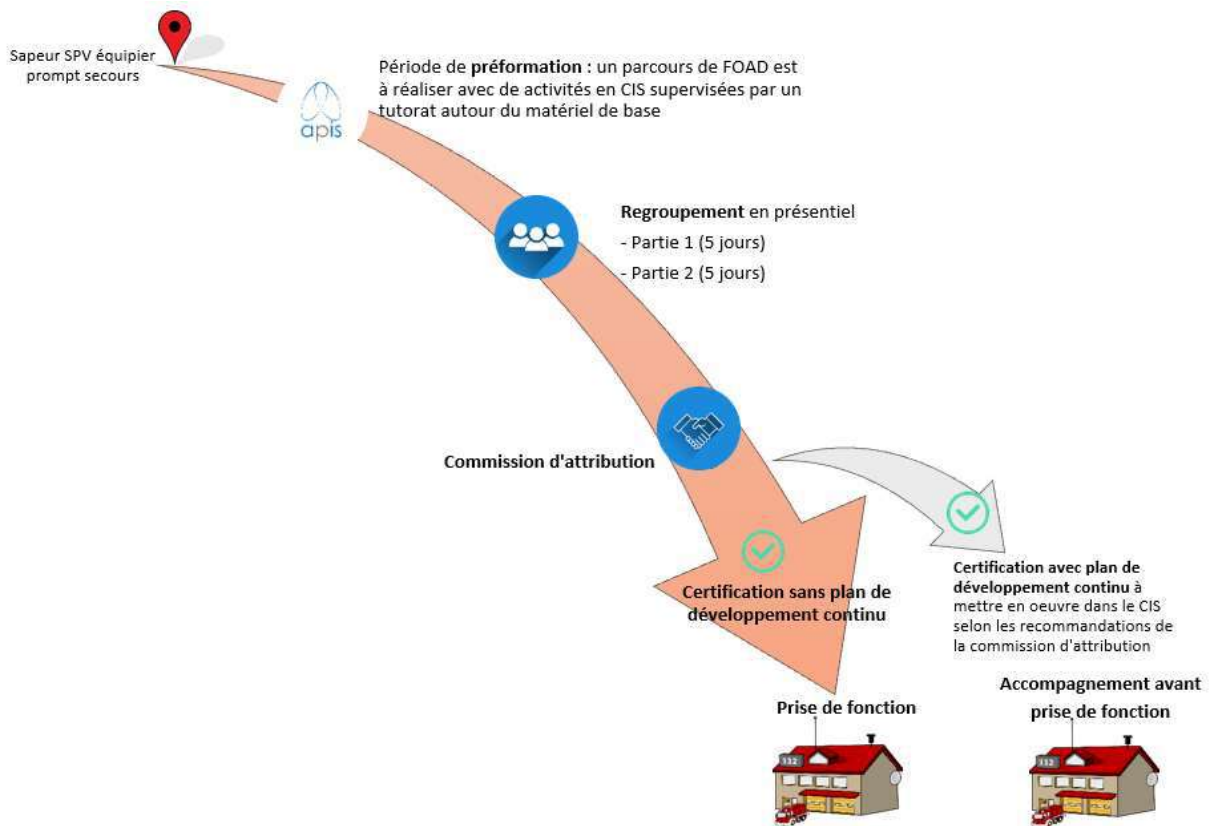 Sapeur SPV équipier
prompt secours
Période de préformation : un parcours de FOAD est
à réaliser avec de activités en CIS supervisées par un
tutorat autour du matériel de base
apis
Regroupement en présentiel
- Partie 1 (5 jours)
- Partie 2 (5 jours)
Commission d'attribution
Certification sans plan de
développement continu
Certification avec plan de
développement continu à
mettre en oeuvre dans le CIS
selon les recommandations de
la commission d'attribution
Prise de fonction
Accompagnement avant
prise de fonction
112
112